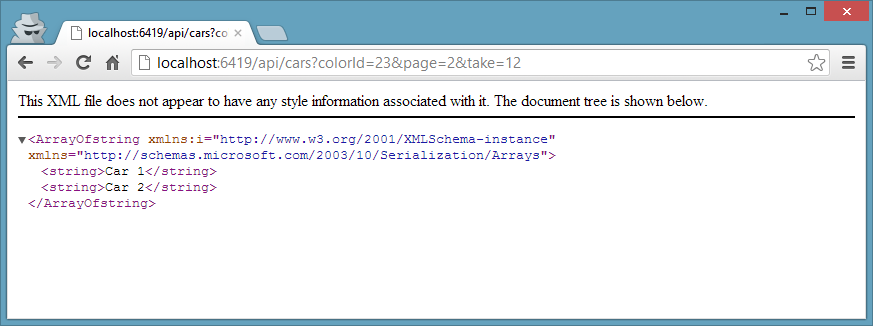 localhost:6419/api/cars?co
localhost:6419/api/cars?colorId=23&page=2&take=12
This XML file does not appear to have any style information associated with it. The document tree is shown below.
▼<ArrayOfstring xmlns:i="http://www.w3.org/2001/XMLSchema-instance"
xmlns="http://schemas.microsoft.com/2003/10/Serialization/Arrays">
<string>Car 1</string>
<string>Car 2</string>
</ArrayOfstring>